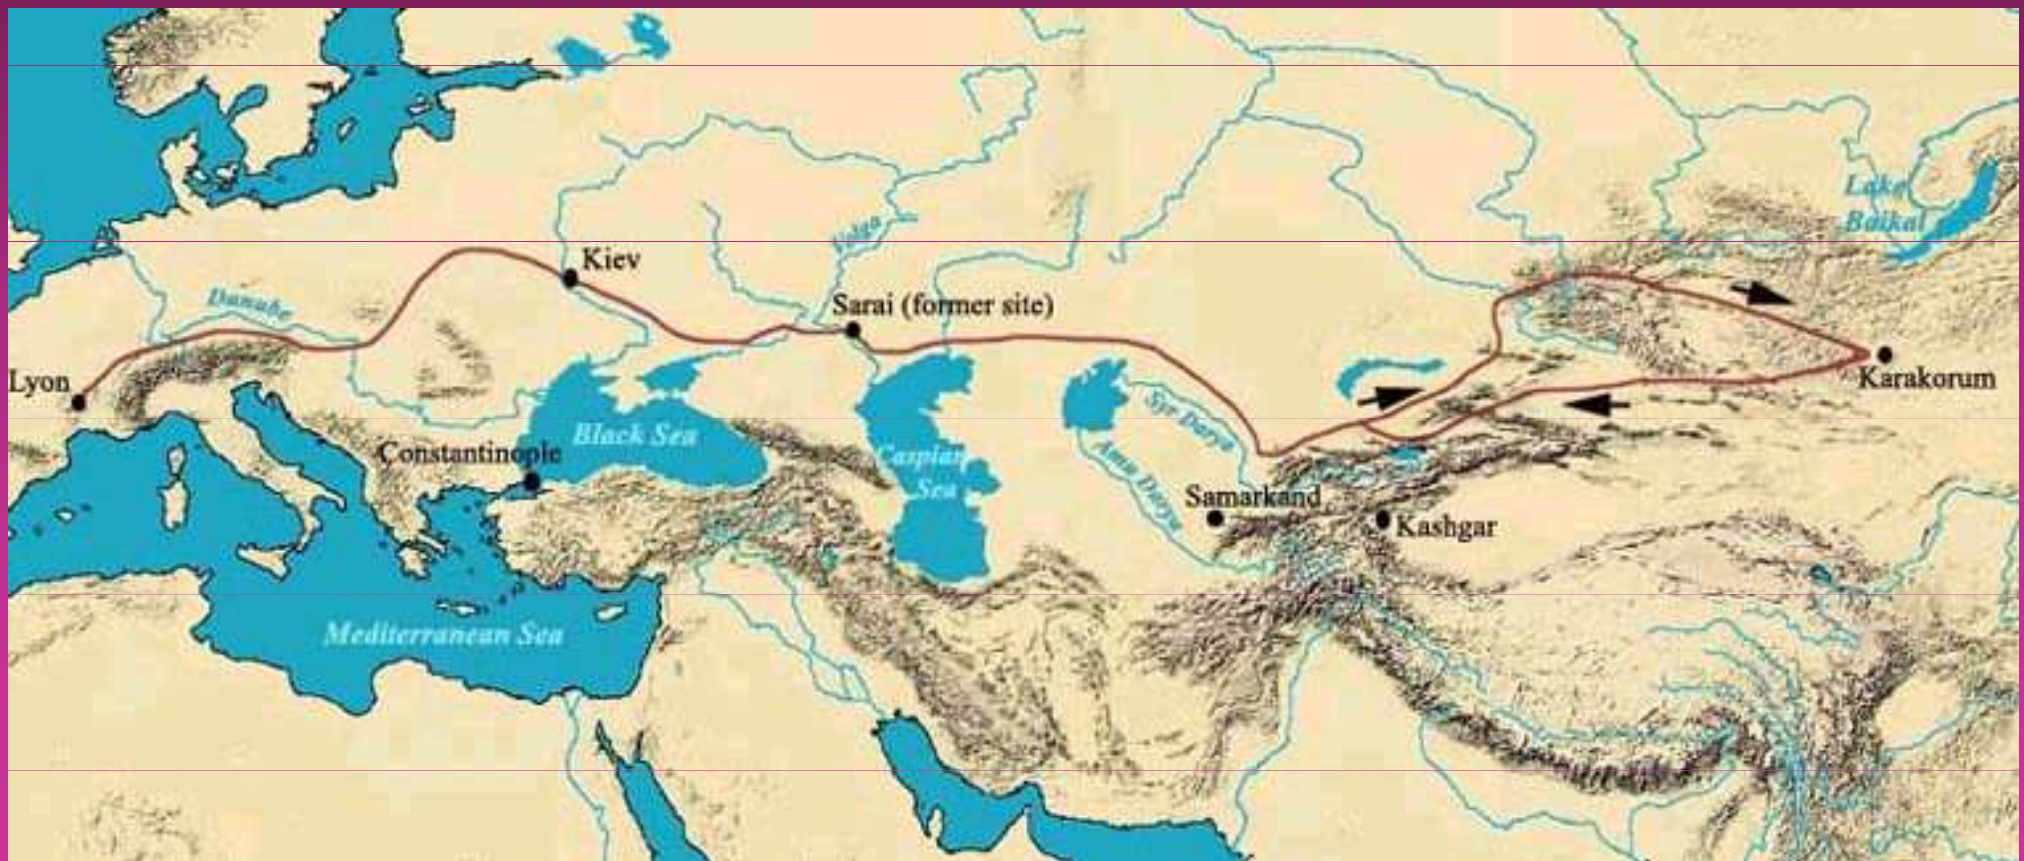 Lake
Baikal
Volga
Kiev
Danube
Sarai (former site)
Lyon
Karakorum
Syr Darya
Black Sea
Constantinople
Caspian
Sea
Amu Darya
Samarkand
Kashgar
Mediterranean Sea